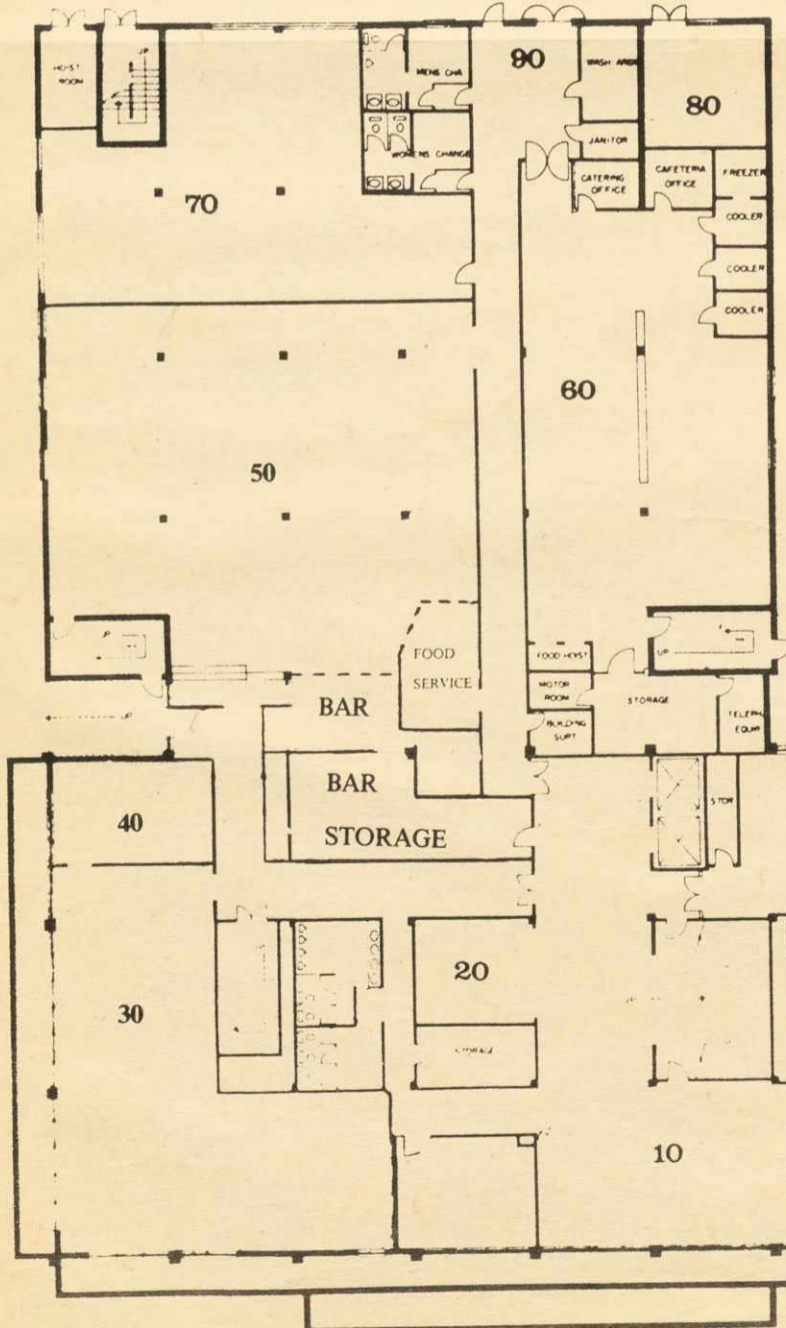 HOIST
ROOM
UP
MENS CHA
90
WASH AREA
80
WOMENS CHANGE
JANITOR
CATERING
OFFICE
CAFETERIA
OFFICE
FREEZER
70
COOLER
COOLER
COOLER
60
50
UP
FOOD
SERVICE
UP
FOOD HOIST
BAR
MOTOR
ROOM
STORAGE
UP
BUILDING
TELEPH
EQUIP
BAR
STORAGE
STOR
40
20
30
STORAGE
10